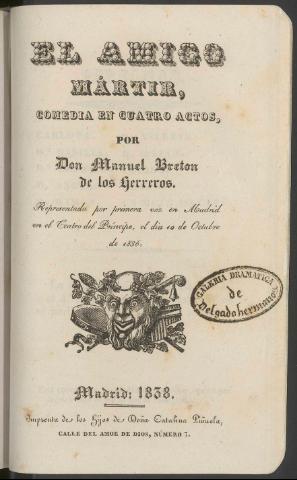 EL AMIGO
MÁRTIR,
COMEDIA EN CUATRO ACTOS,
POR
Don Manuel Breton
de los Herreros.
Representada por primera vez en Madrid
en el Teatro del Príncipe, el dia 19 de Octubre
de 1836.
GALERIA DRAMATICA
de
Delgado hermanos
Madrid: 1838.
Imprenta de los Hijos de Doña Catalina Piñuela,
CALLE DEL AMOR DE DIOS, NÚMERO 7.